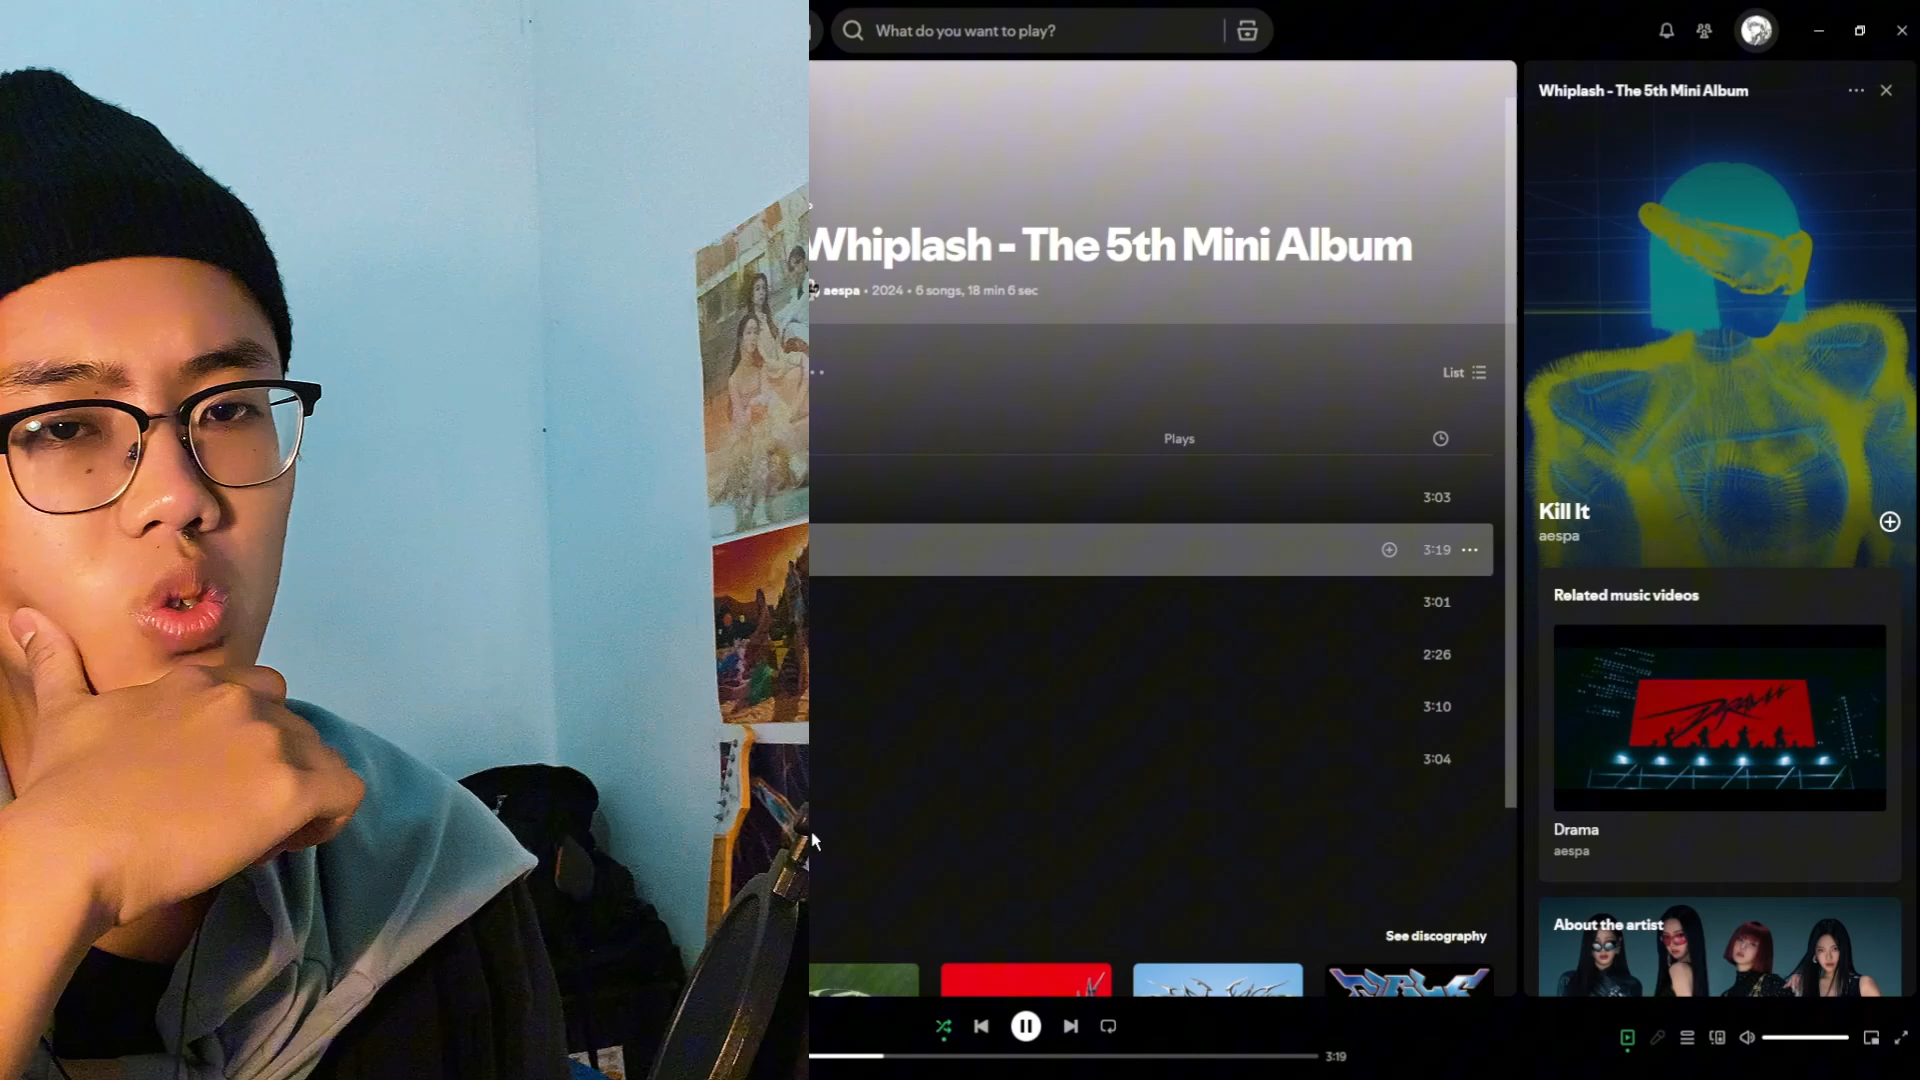 What do you want to play?
Whiplash - The 5th Mini Album
aespa • 2024 • 6 songs, 18 min 6 sec
List
Plays
3:03
3:19
3:01
2:26
3:10
3:04
See discography
3:19
Whiplash - The 5th Mini Album
Kill It
aespa
Related music videos
DRAMA
Drama
aespa
About the artist